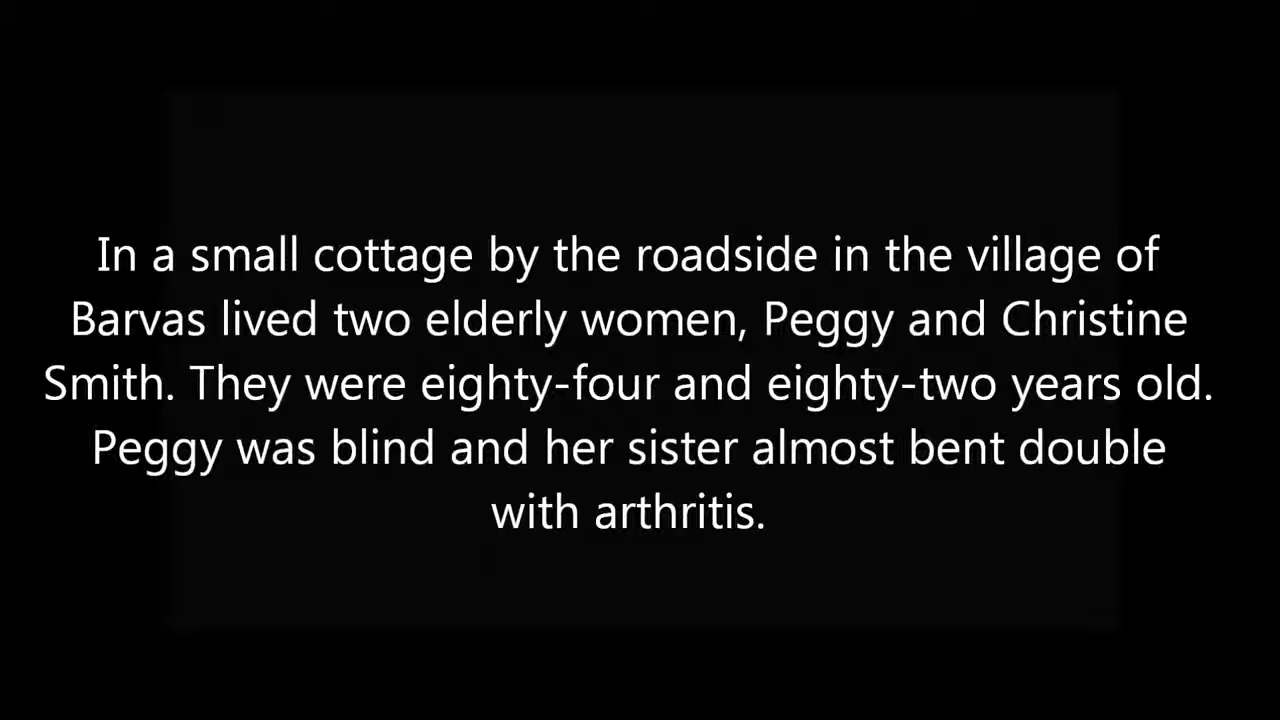 In a small cottage by the roadside in the village of
Barvas lived two elderly women, Peggy and Christine
Smith. They were eighty-four and eighty-two years old.
Peggy was blind and her sister almost bent double
with arthritis.